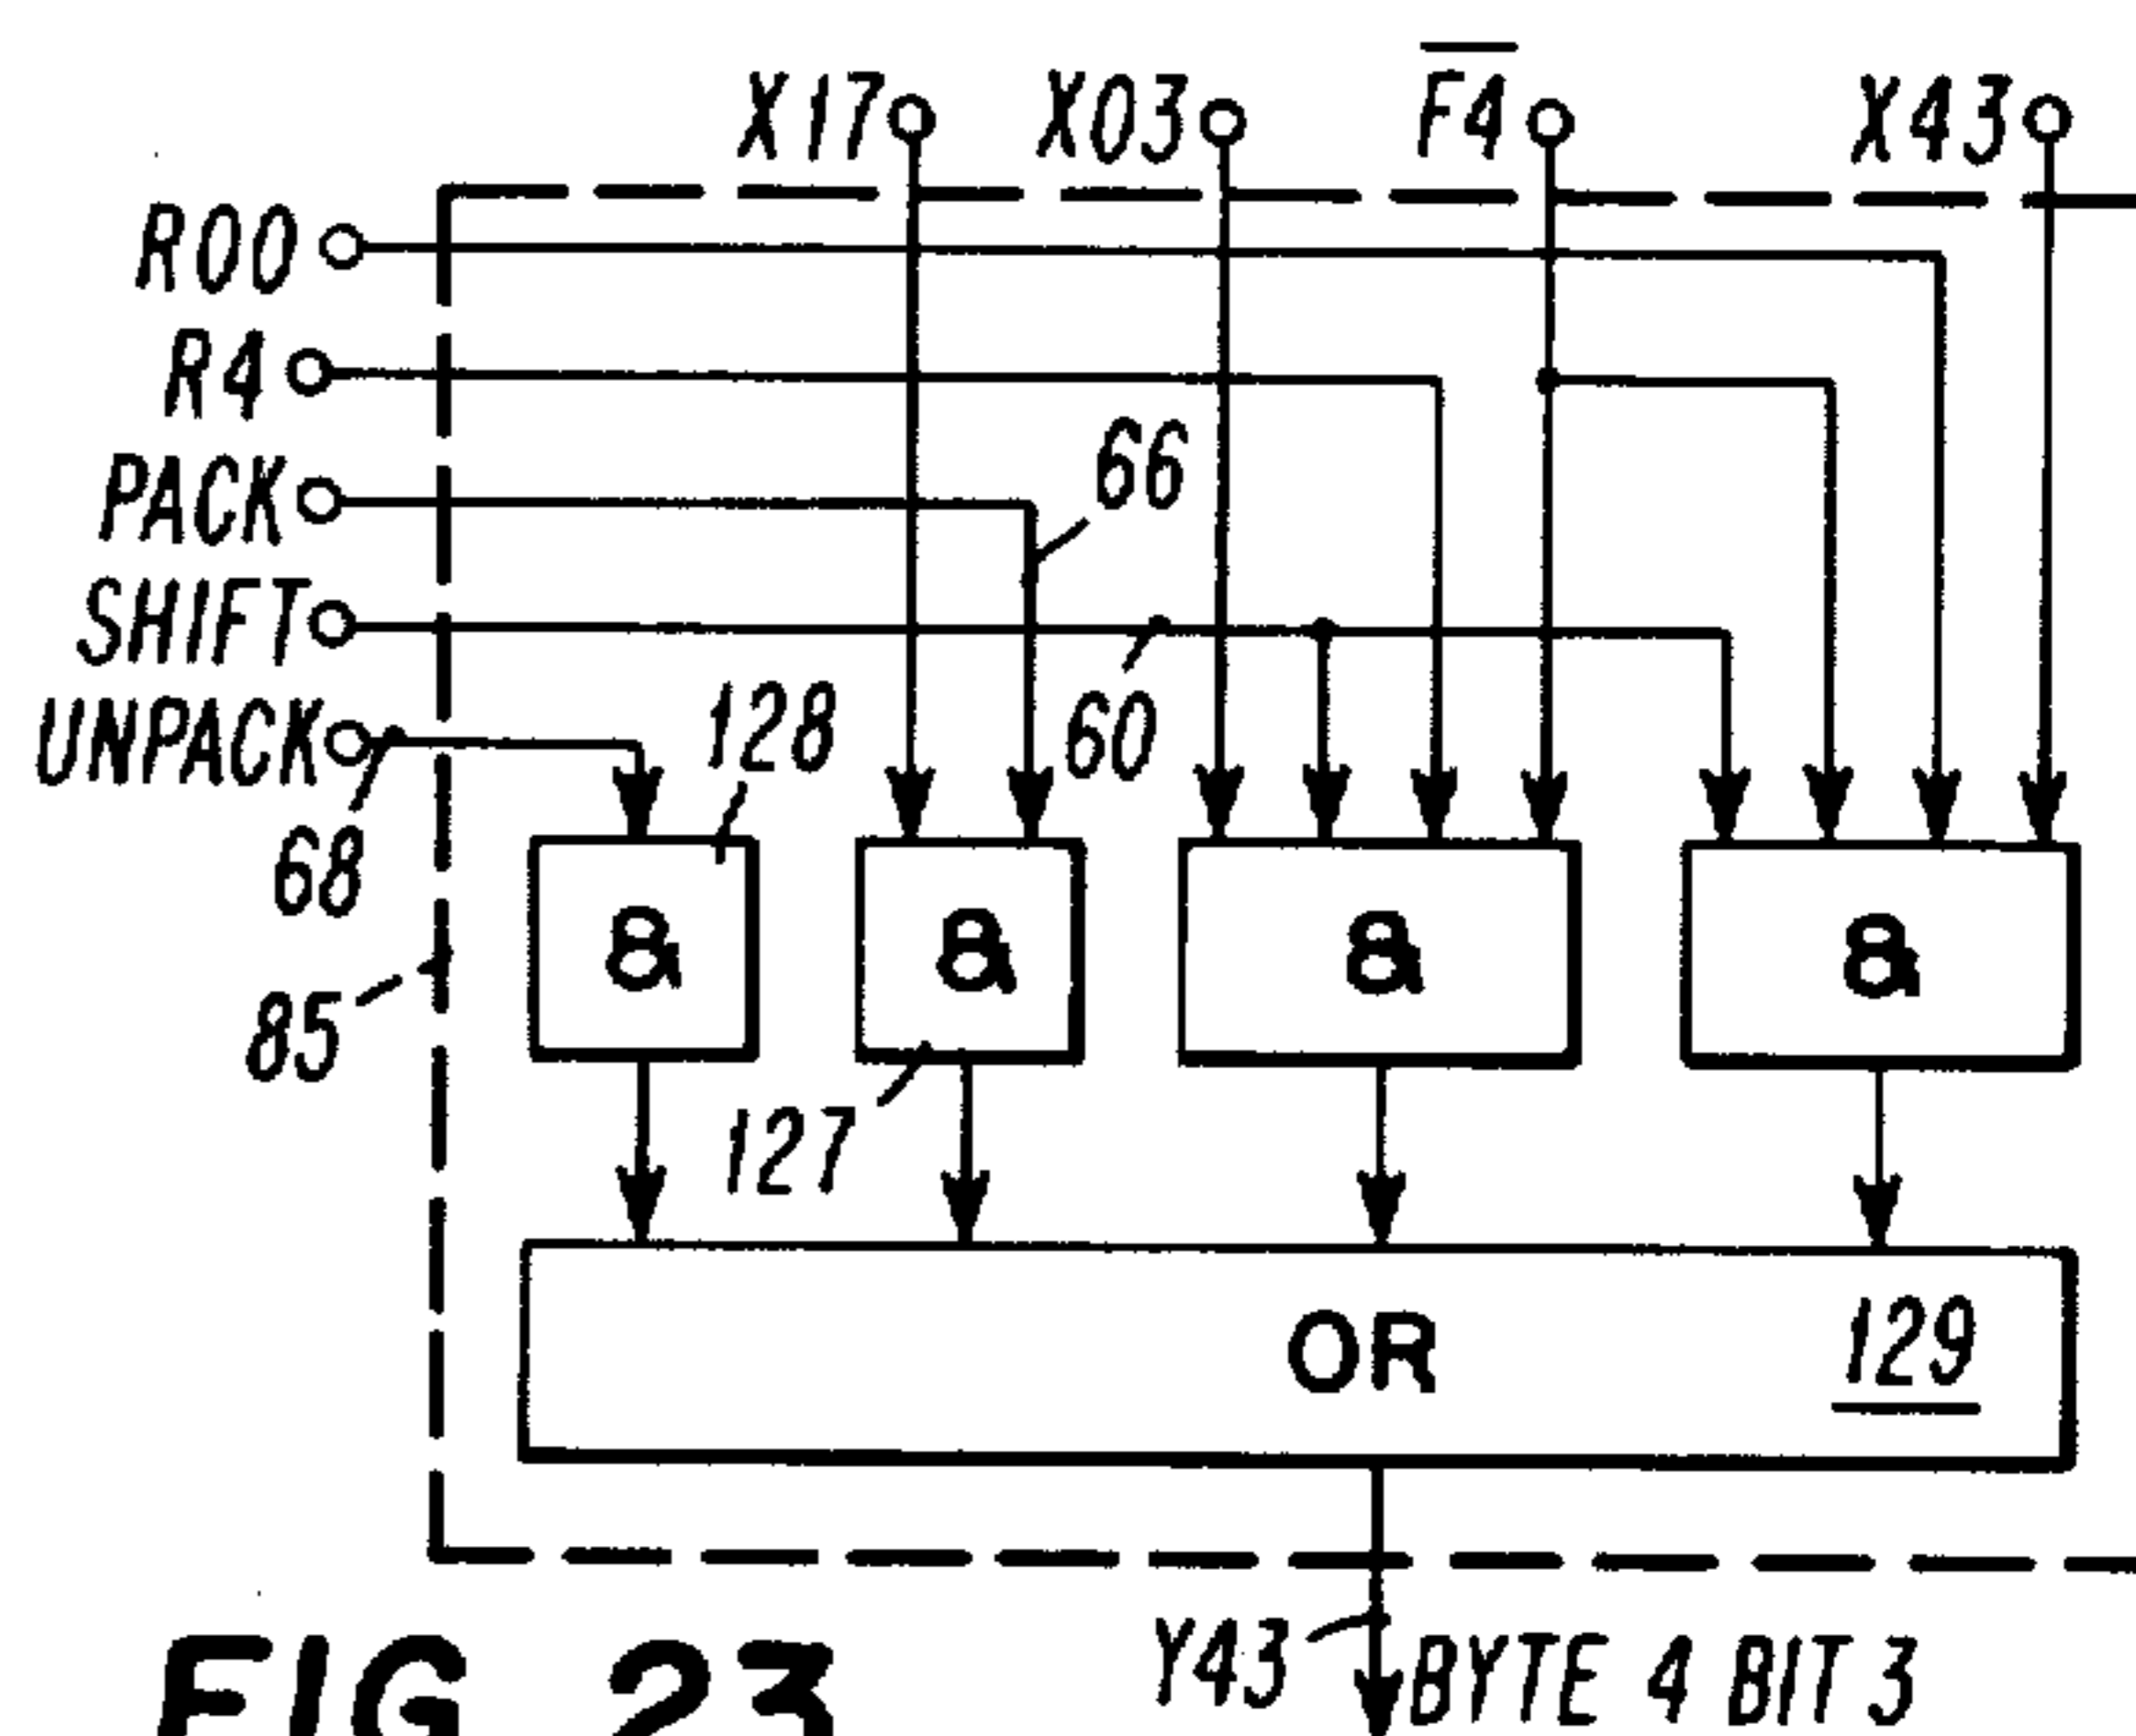 X17 X03 F̅4̅ X43
R00
R4
PACK
66
SHIFT
60
UNPACK
128
68
& & & &
85
127
OR 129
Y43 BYTE 4 BIT 3
FIG 23